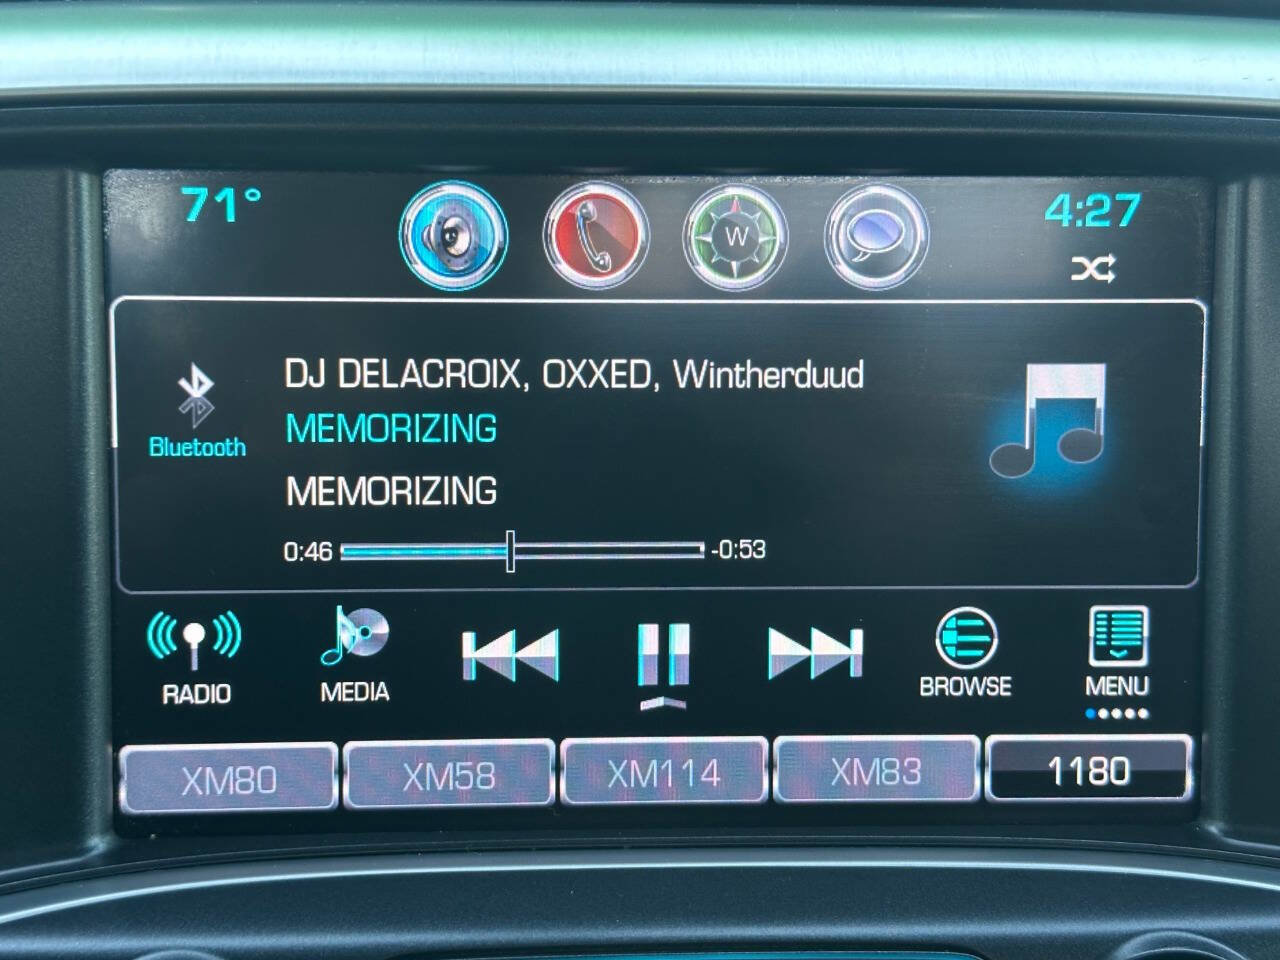 71°
W
4:27
DJ DELACROIX, OXXED, Wintherduud
MEMORIZING
Bluetooth
MEMORIZING
0:46 -0:53
RADIO
MEDIA
BROWSE
MENU
XM80
XM58
XM114
XM83
1180